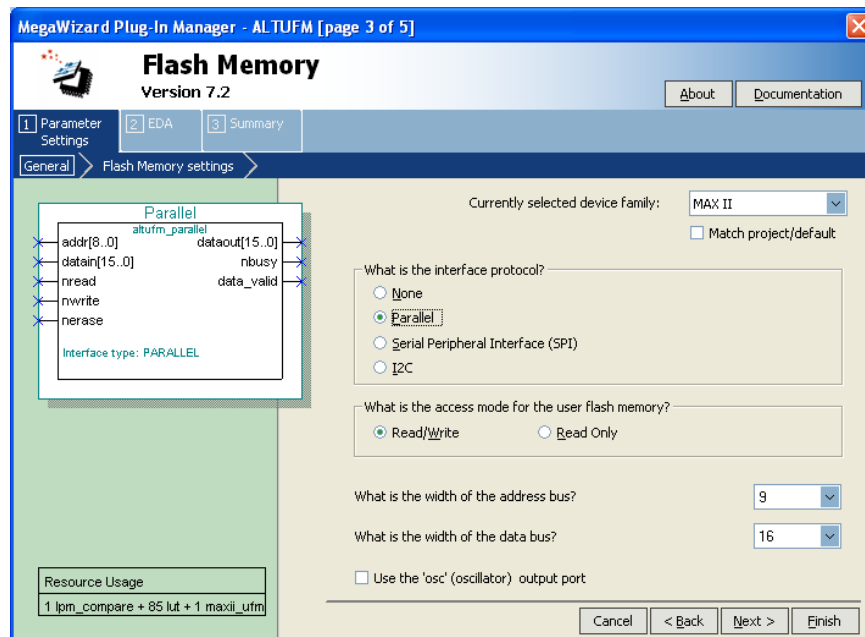 MegaWizard Plug-In Manager - ALTUFM [page 3 of 5]
Flash Memory
Version 7.2
About
Documentation
1 Parameter Settings
2 EDA
3 Summary
General
Flash Memory settings
Parallel
altufm_parallel
addr[8..0] dataout[15..0]
datain[15..0] nbusy
nread data_valid
nwrite
nerase
Interface type: PARALLEL
Resource Usage
1 lpm_compare + 85 lut + 1 maxii_ufm
Currently selected device family: MAX II
Match project/default
What is the interface protocol?
None
Parallel
Serial Peripheral Interface (SPI)
I2C
What is the access mode for the user flash memory?
Read/Write Read Only
What is the width of the address bus? 9
What is the width of the data bus? 16
Use the 'osc' (oscillator) output port
Cancel < Back Next > Finish